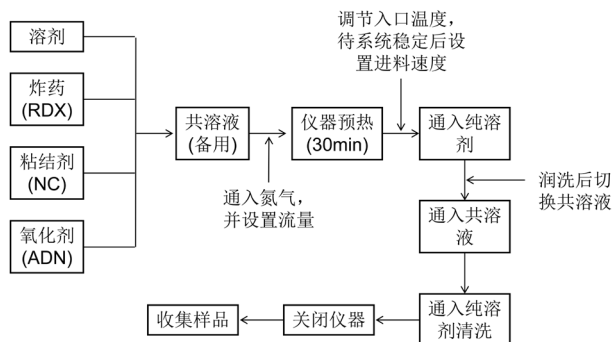 溶剂
炸药
(RDX)
粘结剂
(NC)
氧化剂
(ADN)
共溶液
(备用)
通入氮气，
并设置流量
仪器预热
(30min)
调节入口温度，
待系统稳定后设
置进料速度
通入纯溶
剂
润洗后切
换共溶液
通入共溶
液
通入纯溶
剂清洗
关闭仪器
收集样品